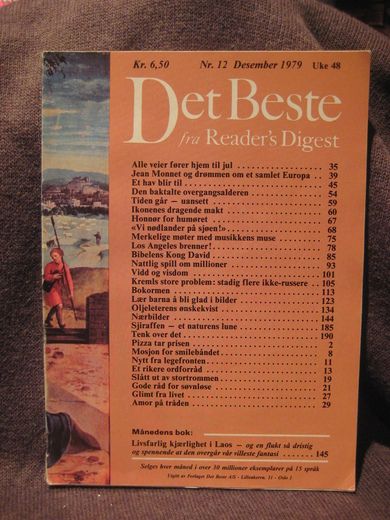 Kr. 6,50 Nr. 12 Desember 1979 Uke 48
Det Beste
fra Reader's Digest
Alle veier fører hjem til jul 35
Jean Monnet og drømmen om et samlet Europa 39
Et hav blir til 45
Den baktalte overgangsalderen 54
Tiden går — uansett 59
Ikonenes dragende makt 60
Honnør for humøret 67
«Vi nødlander på sjøen!» 68
Merkelige møter med musikkens muse 75
Los Angeles brenner! 78
Bibelens Kong David 85
Nattlig spill om millioner 93
Vidd og visdom 101
Kremls store problem: stadig flere ikke-russere 105
Bokormen 113
Lær barna å bli glad i bilder 123
Oljeleterens ønskekvist 134
Nærbilder 144
Sjiraffen — et naturens lune 185
Tenk over det 190
Pizza tar prisen 2
Mosjon for smilebåndet 8
Nytt fra legefronten 11
Et rikere ordforråd 13
Slått ut av stortrommen 19
Gode råd for søvnløse 21
Glimt fra livet 27
Amor på tråden 29
Månedens bok:
Livsfarlig kjærlighet i Laos — og en flukt så dristig
og spennende at den overgår vår villeste fantasi 145
Selges hver måned i over 30 millioner eksemplarer på 15 språk
Utgitt av Forlaget Det Beste A/S - Lilleakervn. 31 - Oslo 2